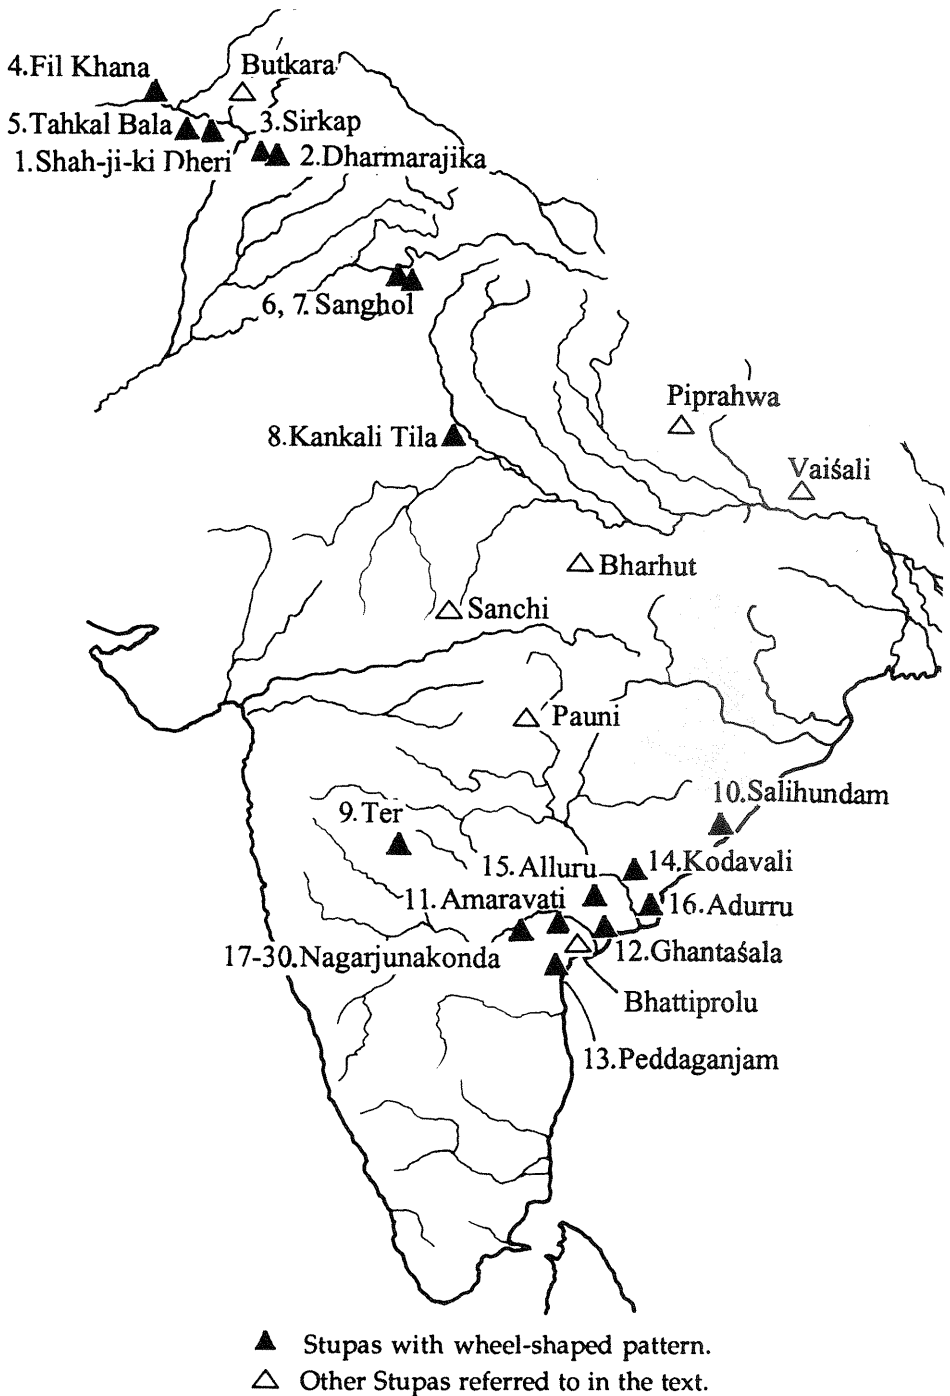 4.Fil Khana
Butkara
5.Tahkal Bala
3.Sirkap
1.Shah-ji-ki Dheri
2.Dharmarajika
6, 7.Sanghol
Piprahwa
8.Kankali Tila
Vaiśali
Bharhut
Sanchi
Pauni
10.Salihundam
9.Ter
15.Alluru
14.Kodavali
11.Amaravati
16.Adurru
17-30.Nagarjunakonda
12.Ghantaśala
Bhattiprolu
13.Peddaganjam
Stupas with wheel-shaped pattern.
Other Stupas referred to in the text.